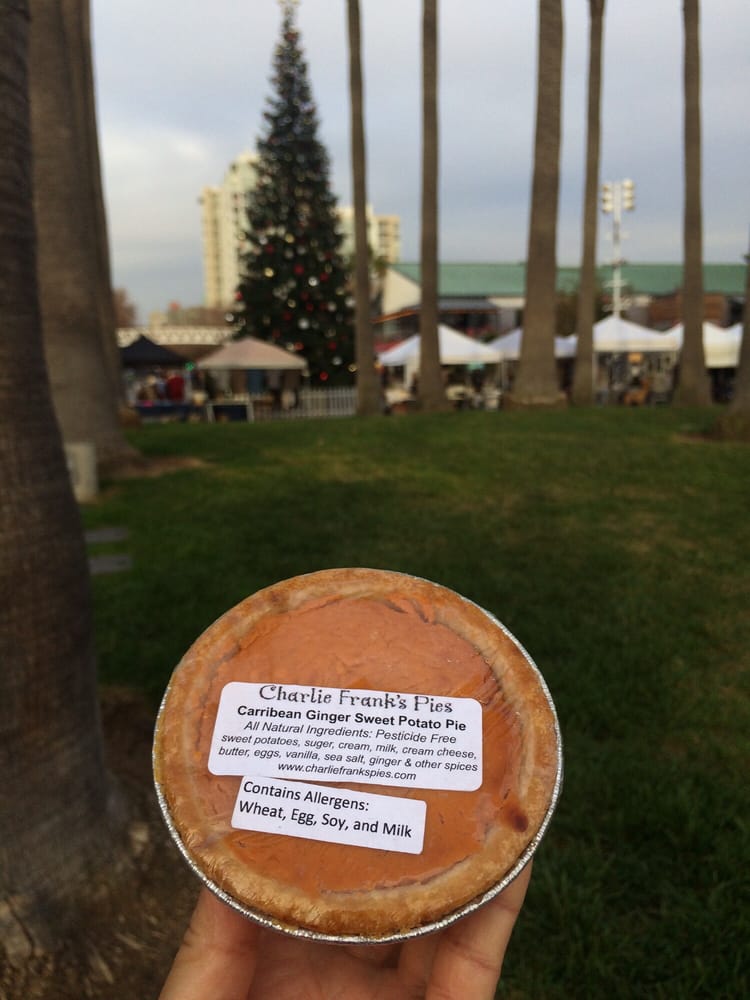 Charlie Frank's Pies
Carribean Ginger Sweet Potato Pie
All Natural Ingredients: Pesticide Free
sweet potatoes, suger, cream, milk, cream cheese,
butter, eggs, vanilla, sea salt, ginger & other spices
www.charliefrankspies.com
Contains Allergens:
Wheat, Egg, Soy, and Milk